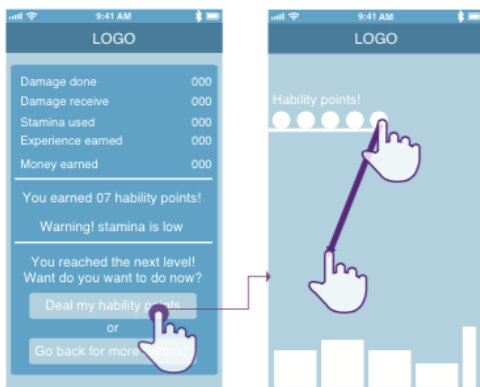 9:41 AM
LOGO
Damage done 000
Damage receive 000
Stamina used 000
Experience earned 000
Money earned 000
You earned 07 hability points!
Warning! stamina is low
You reached the next level!
Want do you want to do now?
Deal my hability points
or
Go back for more
9:41 AM
LOGO
Hability points!